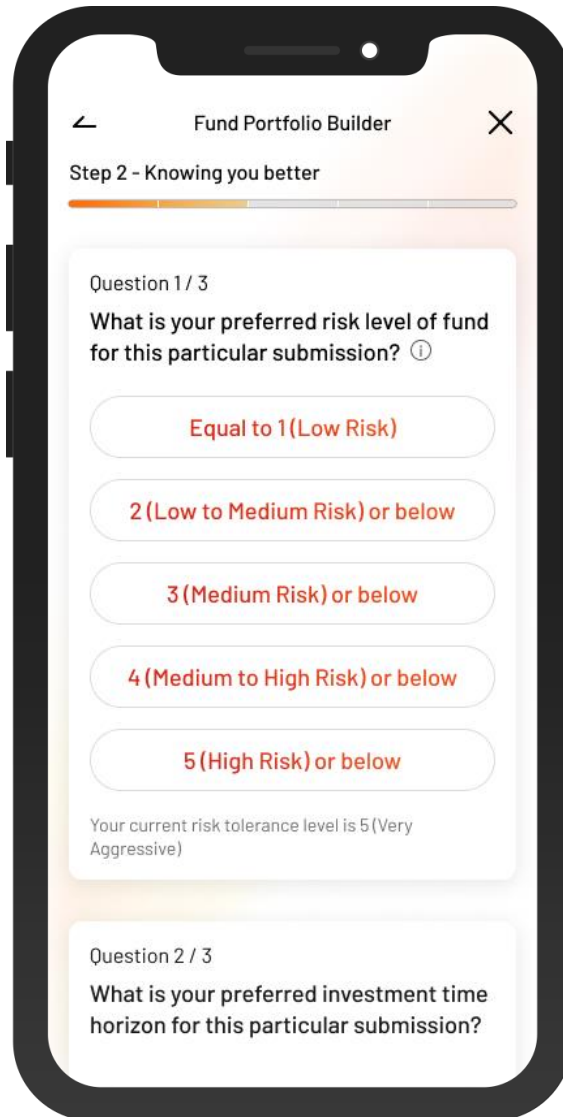 Fund Portfolio Builder
Step 2 - Knowing you better
Question 1 / 3
What is your preferred risk level of fund
for this particular submission?
Equal to 1 (Low Risk)
2 (Low to Medium Risk) or below
3 (Medium Risk) or below
4 (Medium to High Risk) or below
5 (High Risk) or below
Your current risk tolerance level is 5 (Very
Aggressive)
Question 2 / 3
What is your preferred investment time
horizon for this particular submission?